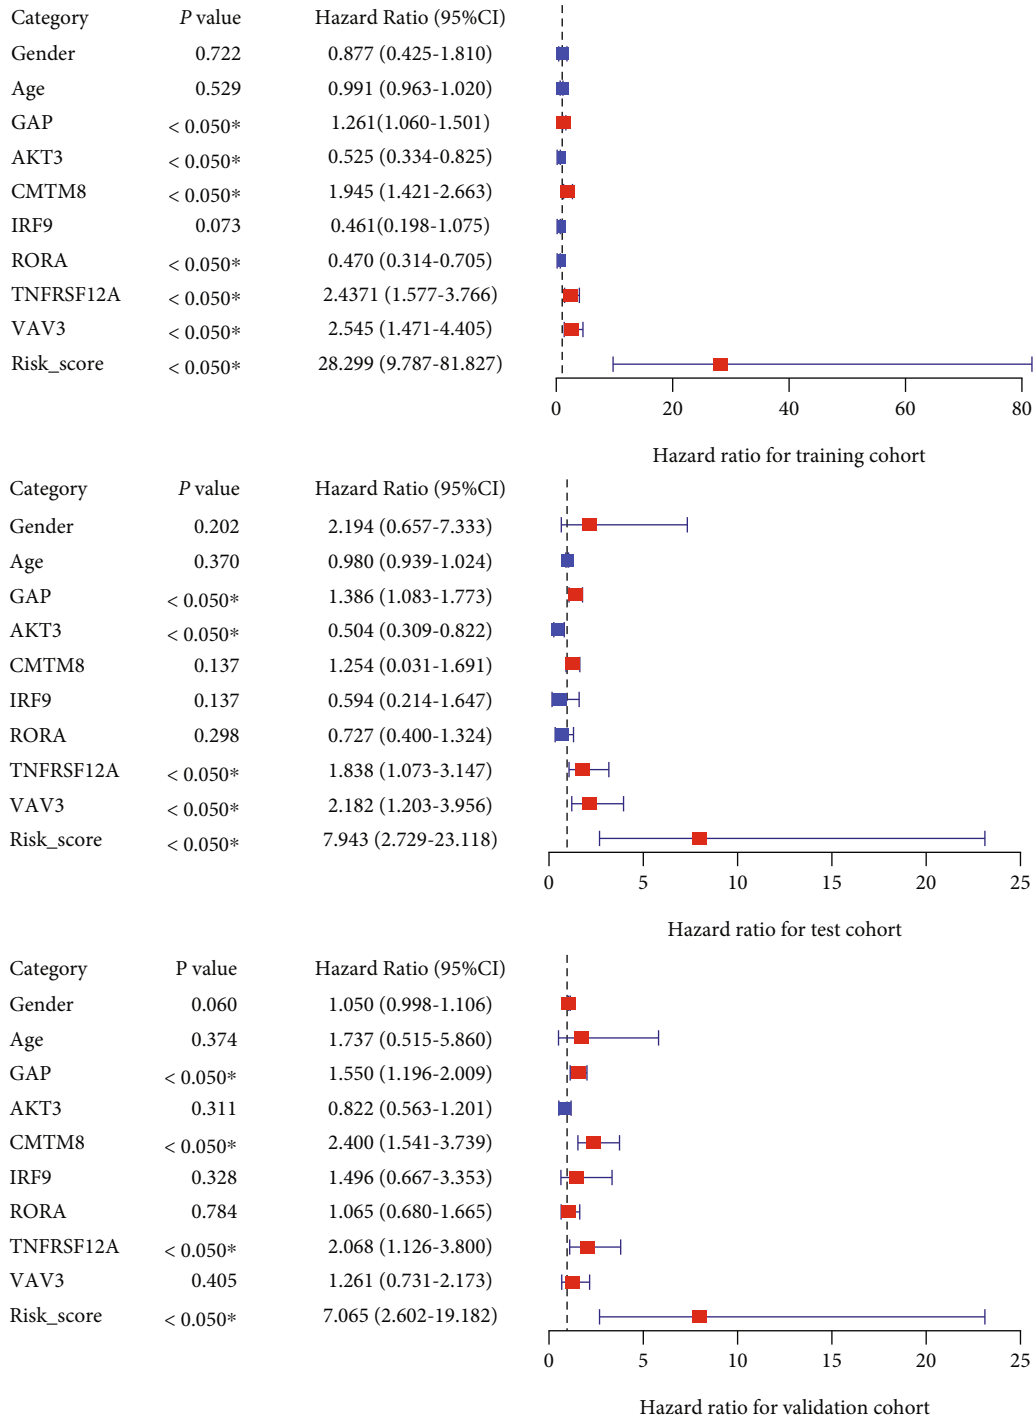 Category P value Hazard Ratio (95%CI)
Gender 0.722 0.877 (0.425-1.810)
Age 0.529 0.991 (0.963-1.020)
GAP < 0.050* 1.261(1.060-1.501)
AKT3 < 0.050* 0.525 (0.334-0.825)
CMTM8 < 0.050* 1.945 (1.421-2.663)
IRF9 0.073 0.461(0.198-1.075)
RORA < 0.050* 0.470 (0.314-0.705)
TNFRSF12A < 0.050* 2.4371 (1.577-3.766)
VAV3 < 0.050* 2.545 (1.471-4.405)
Risk_score < 0.050* 28.299 (9.787-81.827)
0 20 40 60 80
Hazard ratio for training cohort
Category P value Hazard Ratio (95%CI)
Gender 0.202 2.194 (0.657-7.333)
Age 0.370 0.980 (0.939-1.024)
GAP < 0.050* 1.386 (1.083-1.773)
AKT3 < 0.050* 0.504 (0.309-0.822)
CMTM8 0.137 1.254 (0.031-1.691)
IRF9 0.137 0.594 (0.214-1.647)
RORA 0.298 0.727 (0.400-1.324)
TNFRSF12A < 0.050* 1.838 (1.073-3.147)
VAV3 < 0.050* 2.182 (1.203-3.956)
Risk_score < 0.050* 7.943 (2.729-23.118)
0 5 10 15 20 25
Hazard ratio for test cohort
Category P value Hazard Ratio (95%CI)
Gender 0.060 1.050 (0.998-1.106)
Age 0.374 1.737 (0.515-5.860)
GAP < 0.050* 1.550 (1.196-2.009)
AKT3 0.311 0.822 (0.563-1.201)
CMTM8 < 0.050* 2.400 (1.541-3.739)
IRF9 0.328 1.496 (0.667-3.353)
RORA 0.784 1.065 (0.680-1.665)
TNFRSF12A < 0.050* 2.068 (1.126-3.800)
VAV3 0.405 1.261 (0.731-2.173)
Risk_score < 0.050* 7.065 (2.602-19.182)
0 5 10 15 20 25
Hazard ratio for validation cohort